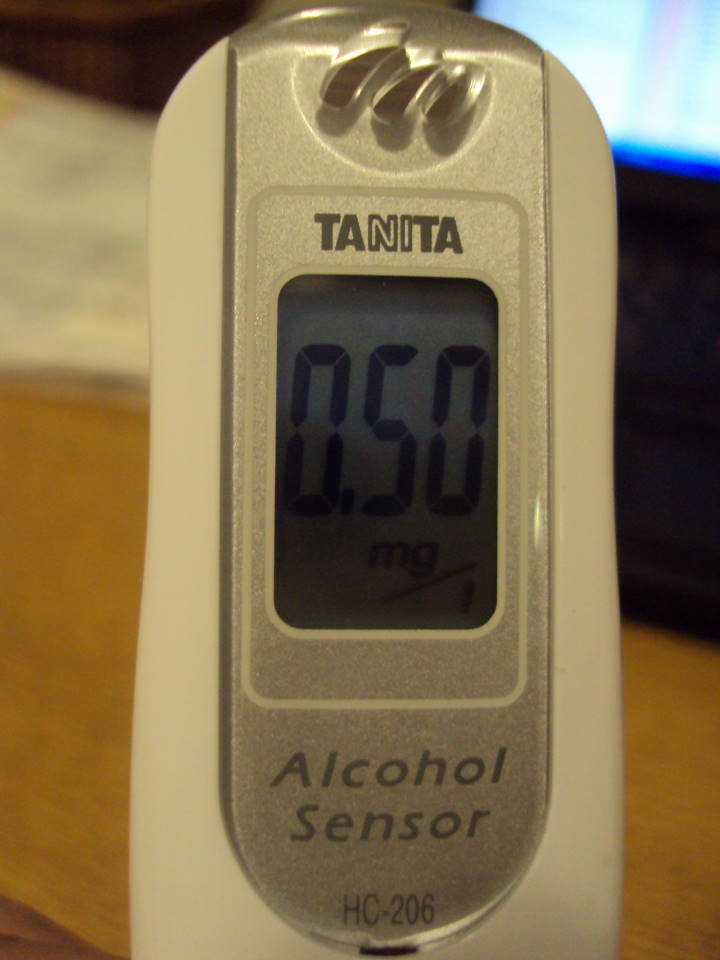 TANITA
0.50
mg
/l
Alcohol
Sensor
HC-206